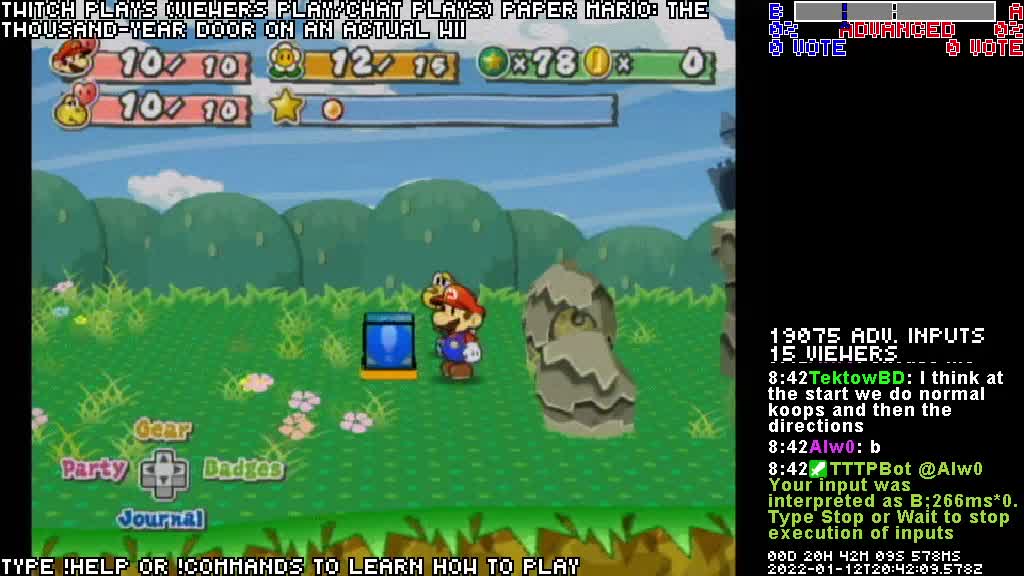 TWITCH PLAYS (VIEWERS PLAY/CHAT PLAYS) PAPER MARIO: THE
THOUSAND-YEAR DOOR ON AN ACTUAL WII
B A
0% ADVANCED 0%
0 VOTE 0 VOTE
10/ 10 12/ 15 ×78 × 0
10/ 10
Gear
Party Badges
Journal
19075 ADV. INPUTS
15 VIEWERS
8:42TektowBD: I think at
the start we do normal
koops and then the
directions
8:42Alw0: b
8:42 TTTPBot @Alw0
Your input was
interpreted as B;266ms*0.
Type Stop or Wait to stop
execution of inputs
00D 20H 42M 09S 578MS
2022-01-12T20:42:09.578Z
TYPE !HELP OR !COMMANDS TO LEARN HOW TO PLAY